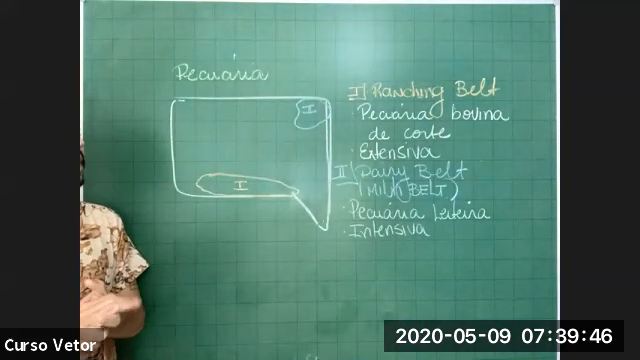 Pecuária
I
I
I) Ranching Belt
· Pecuária bovina
de corte
· Extensiva
II) Dairy Belt
(MILK BELT)
· Pecuária leiteira
· Intensiva
Curso Vetor
2020-05-09 07:39:46